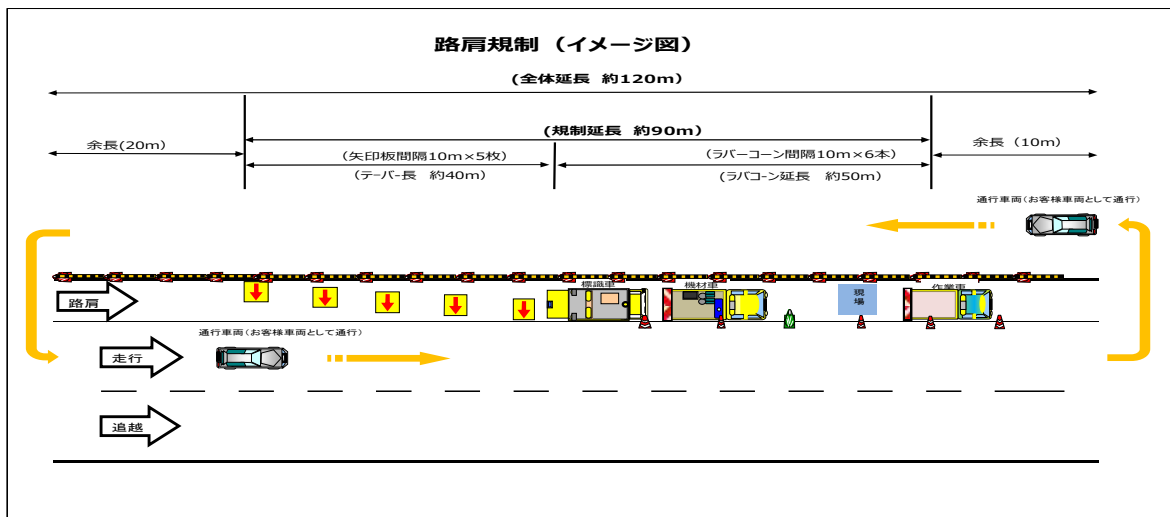 路肩規制（イメージ図）
(全体延長 約120m)
(規制延長 約90m)
余長(20m)
(矢印板間隔10m×5枚)
(ラバーコーン間隔10m×6本)
余長（10m)
(テーパー長 約40m)
(ラバコーン延長 約50m)
通行車両(お客様車両として通行)
標識車
機材車
作業車
路肩
現場
通行車両(お客様車両として通行)
走行
追越